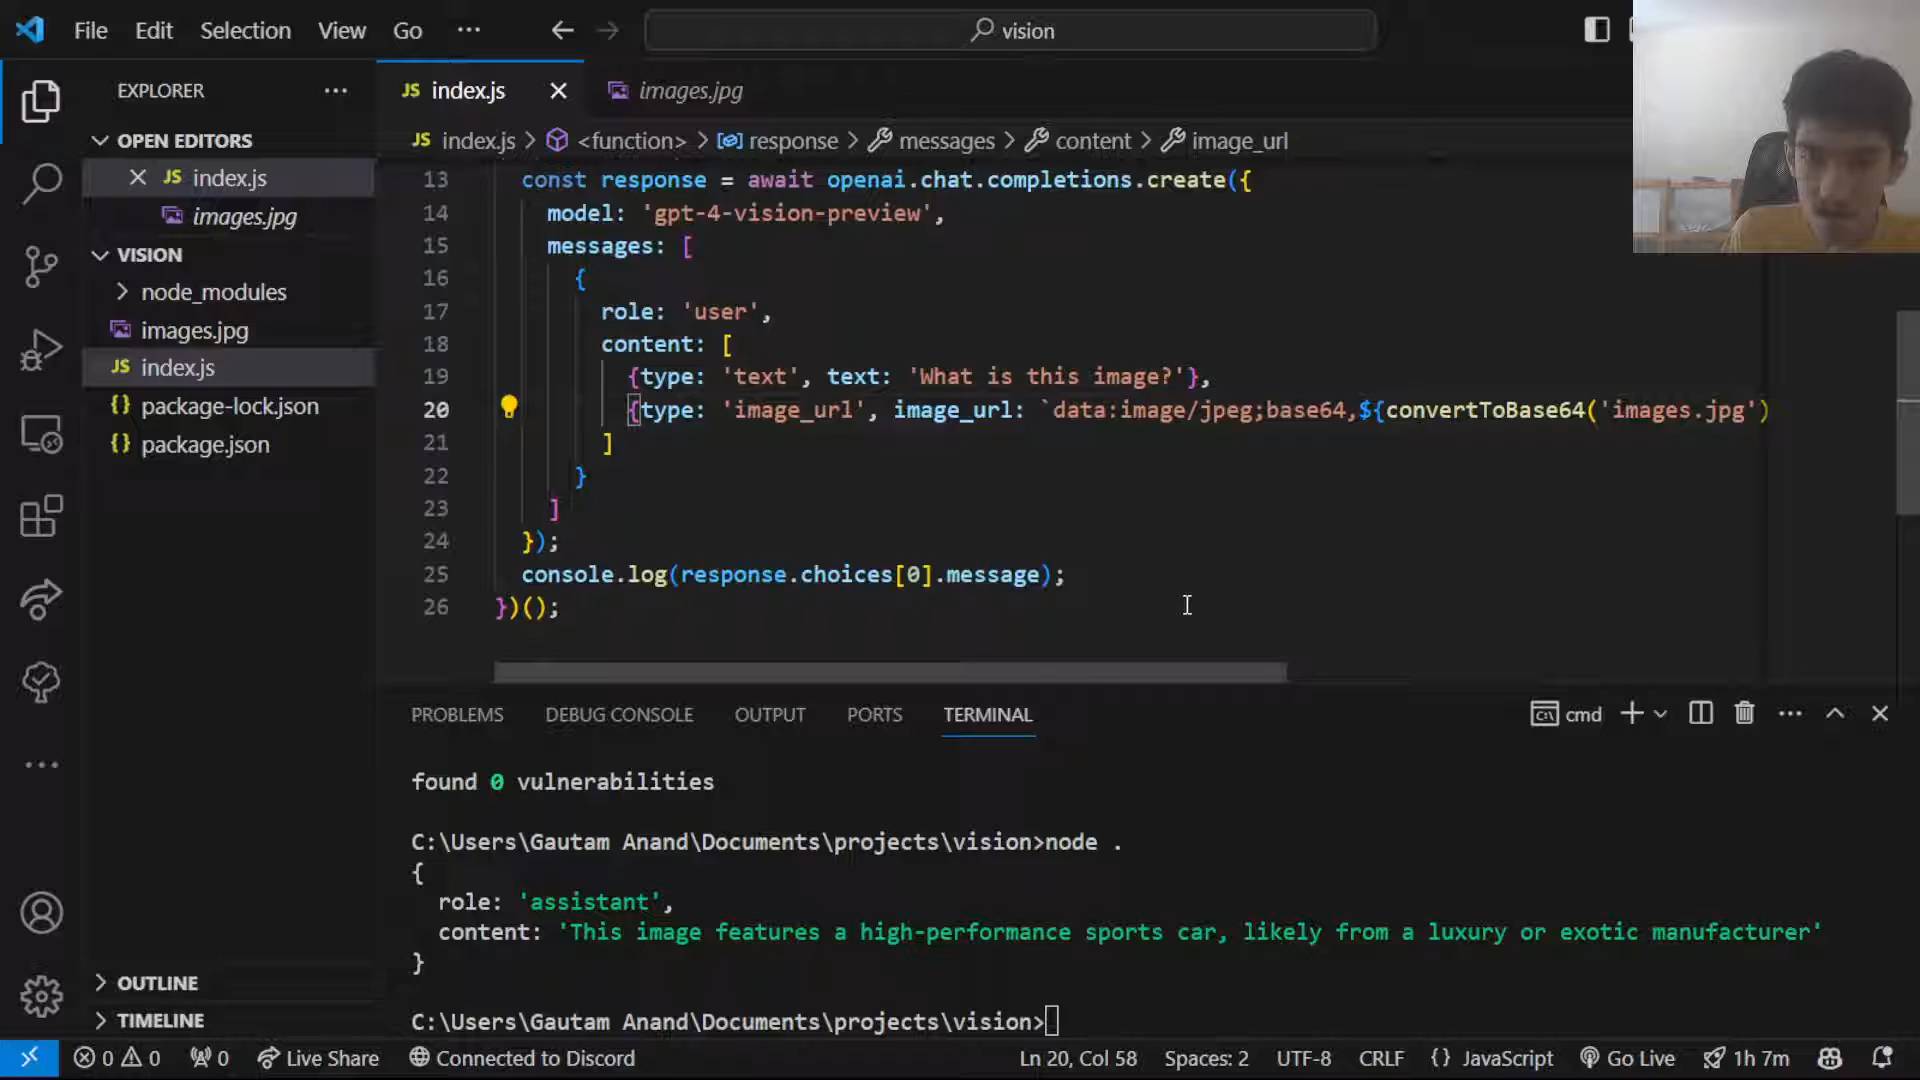 File Edit Selection View Go ··· vision
EXPLORER ···
JS index.js
images.jpg
JS index.js > <function> > response > messages > content > image_url
OPEN EDITORS
JS index.js
images.jpg
VISION
node_modules
images.jpg
JS index.js
{} package-lock.json
{} package.json
OUTLINE
TIMELINE
13 const response = await openai.chat.completions.create({
14 model: 'gpt-4-vision-preview',
15 messages: [
16 {
17 role: 'user',
18 content: [
19 {type: 'text', text: 'What is this image?'},
20 {type: 'image_url', image_url: `data:image/jpeg;base64,${convertToBase64('images.jpg')
21 ]
22 }
23 ]
24 });
25 console.log(response.choices[0].message);
26 })();
PROBLEMS DEBUG CONSOLE OUTPUT PORTS TERMINAL cmd
found 0 vulnerabilities
C:\Users\Gautam Anand\Documents\projects\vision>node .
{
role: 'assistant',
content: 'This image features a high-performance sports car, likely from a luxury or exotic manufacturer'
}
C:\Users\Gautam Anand\Documents\projects\vision>
0 0 0 Live Share Connected to Discord Ln 20, Col 58 Spaces: 2 UTF-8 CRLF {} JavaScript Go Live 1h 7m